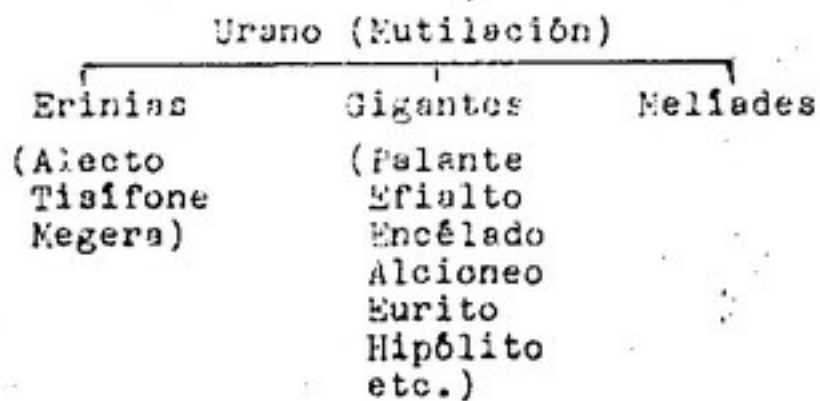 Urano (Mutilación)
Erinias Gigantes Melíades
(Alecto (Palante
Tisífone Efialto
Megera) Encélado
Alcioneo
Eurito
Hipólito
etc.)